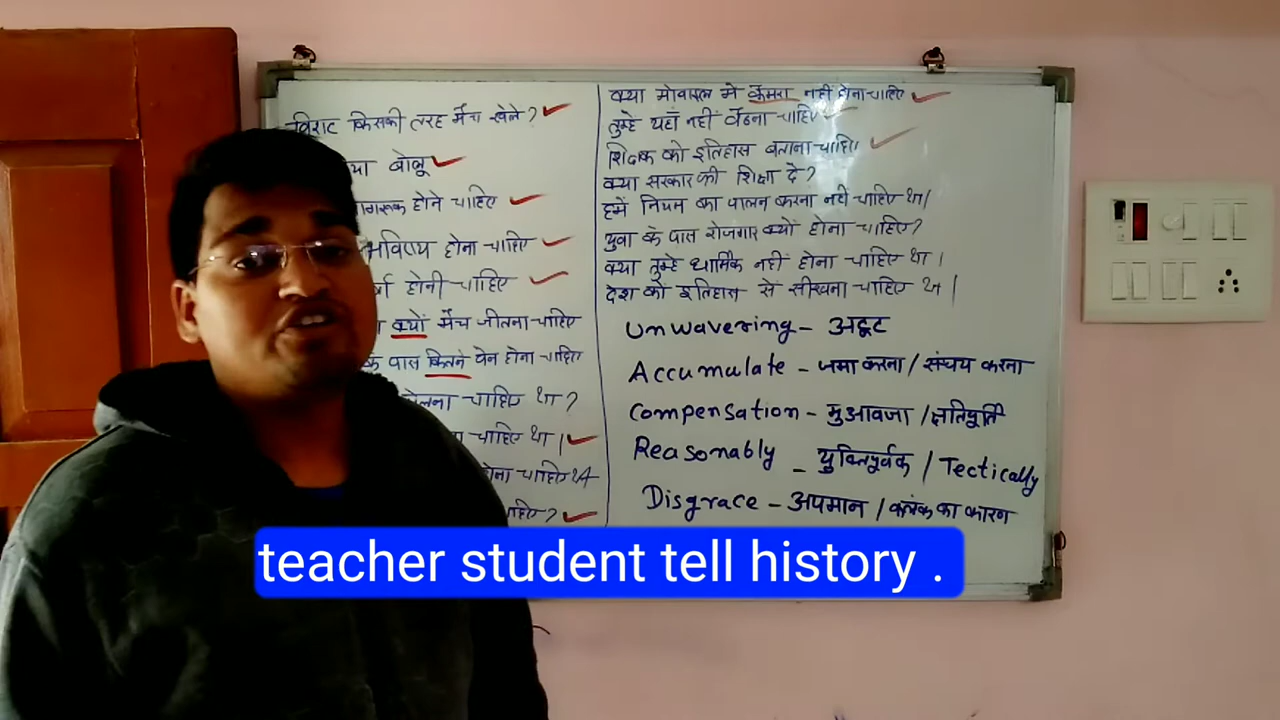 विराट किसकी तरह मैच खेले?
या बोलू
गरूक होने चाहिए
भविष्य होना चाहिए
होनी चाहिए
क्यों मैच जीतना चाहिए
के पास कितने पेन होना चाहिए
चाहिए था?
चाहिए था।
होना चाहिए था
चाहिए?
क्या मोबाइल मे कैमरा नही होना चाहिए
तुम्हे यहाँ नहीं बैठना चाहिए
शिक्षक को इतिहास बताना चाहिए
क्या सरकार की शिक्षा दे?
हमें नियम का पालन करना नही चाहिए था।
युवा के पास रोजगार क्यों होना चाहिए?
क्या तुम्हे धार्मिक नहीं होना चाहिए था।
देश को इतिहास से सीखना चाहिए था।
Unwavering - अटूट
Accumulate - जमा करना / संचय करना
Compensation - मुआवजा / क्षतिपूर्ति
Reasonably - युक्तिपूर्वक / Tectically
Disgrace - अपमान / कलंक का कारण
teacher student tell history .